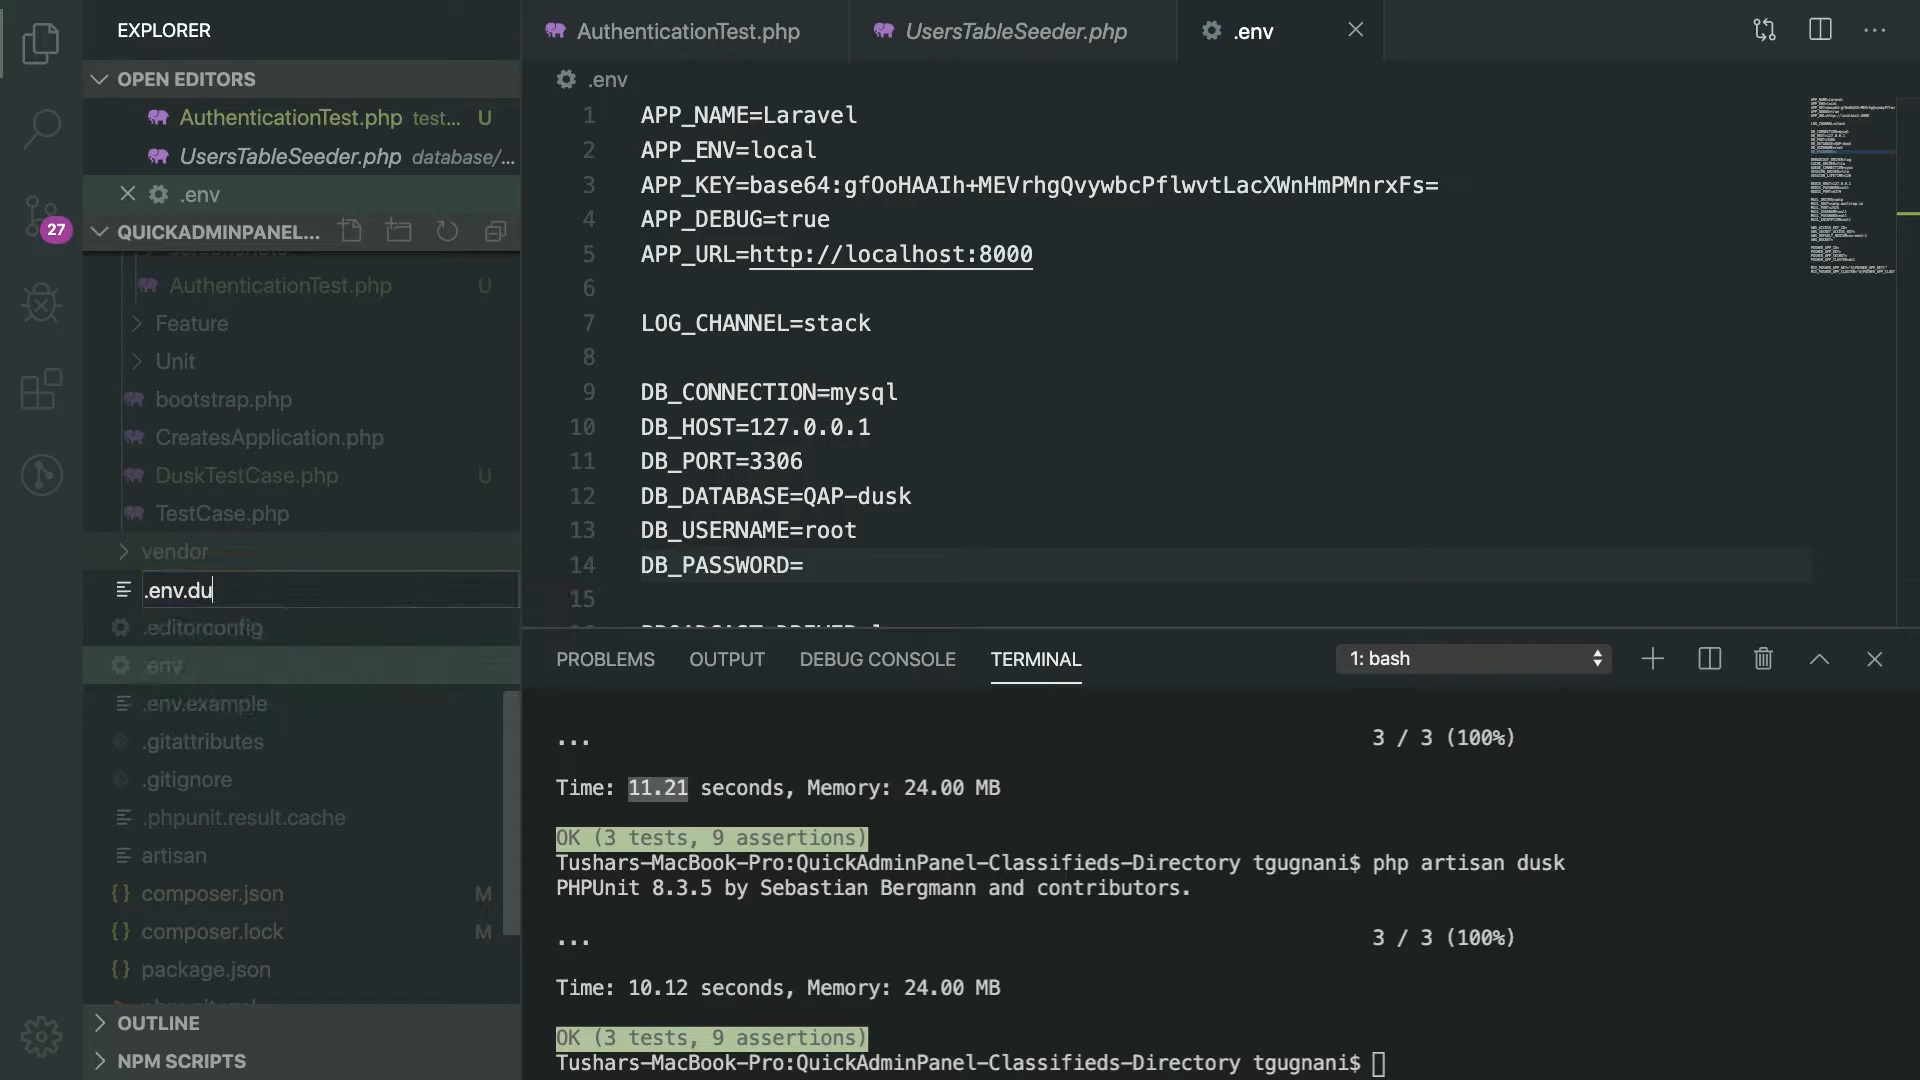 EXPLORER
OPEN EDITORS
AuthenticationTest.php test... U
UsersTableSeeder.php database/...
.env
QUICKADMINPANEL...
AuthenticationTest.php U
Feature
Unit
bootstrap.php
CreatesApplication.php
DuskTestCase.php U
TestCase.php
vendor
.env.du
.editorconfig
.env
.env.example
.gitattributes
.gitignore
.phpunit.result.cache
artisan
composer.json M
composer.lock M
package.json
OUTLINE
NPM SCRIPTS
27
AuthenticationTest.php
UsersTableSeeder.php
.env
.env
1 APP_NAME=Laravel
2 APP_ENV=local
3 APP_KEY=base64:gfOoHAAIh+MEVrhgQvywbcPflwvtLacXWnHmPMnrxFs=
4 APP_DEBUG=true
5 APP_URL=http://localhost:8000
6
7 LOG_CHANNEL=stack
8
9 DB_CONNECTION=mysql
10 DB_HOST=127.0.0.1
11 DB_PORT=3306
12 DB_DATABASE=QAP-dusk
13 DB_USERNAME=root
14 DB_PASSWORD=
15
PROBLEMS OUTPUT DEBUG CONSOLE TERMINAL 1: bash
... 3 / 3 (100%)
Time: 11.21 seconds, Memory: 24.00 MB
OK (3 tests, 9 assertions)
Tushars-MacBook-Pro:QuickAdminPanel-Classifieds-Directory tgugnani$ php artisan dusk
PHPUnit 8.3.5 by Sebastian Bergmann and contributors.
... 3 / 3 (100%)
Time: 10.12 seconds, Memory: 24.00 MB
OK (3 tests, 9 assertions)
Tushars-MacBook-Pro:QuickAdminPanel-Classifieds-Directory tgugnani$